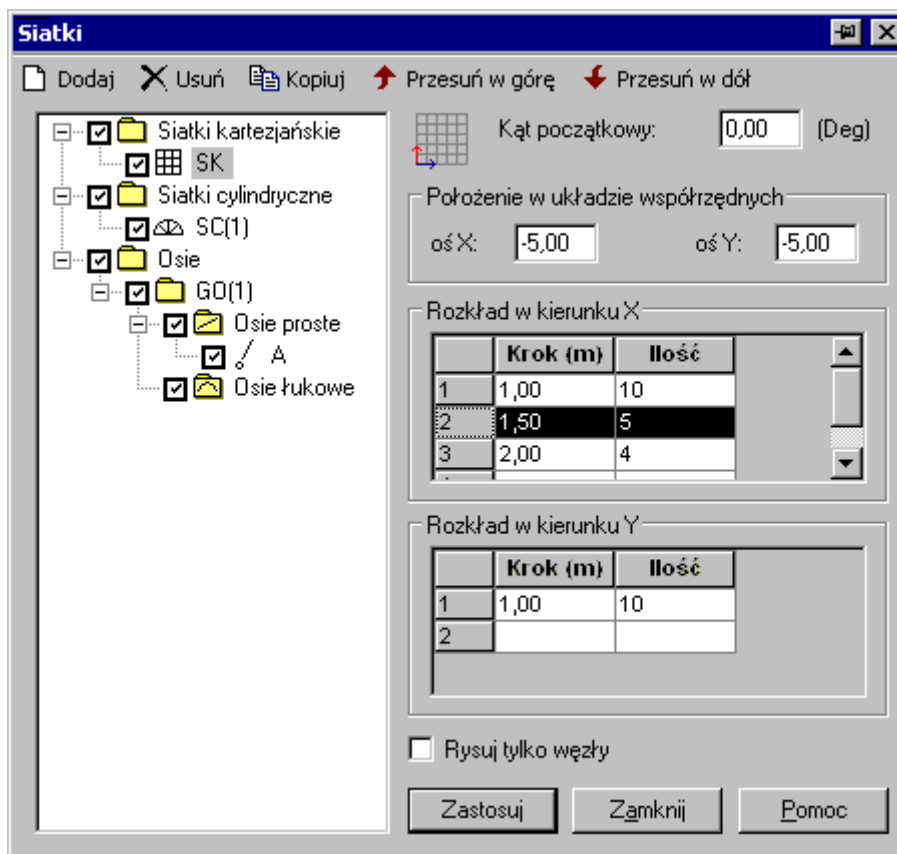 Siatki
Dodaj Usuń Kopiuj Przesuń w górę Przesuń w dół
Siatki kartezjańskie
SK
Siatki cylindryczne
SC(1)
Osie
GO(1)
Osie proste
A
Osie łukowe
Kąt początkowy: 0,00 (Deg)
Położenie w układzie współrzędnych
oś X: -5,00 oś Y: -5,00
Rozkład w kierunku X
Krok (m) Ilość
1 1,00 10
2 1,50 5
3 2,00 4
Rozkład w kierunku Y
Krok (m) Ilość
1 1,00 10
2
Rysuj tylko węzły
Zastosuj Zamknij Pomoc